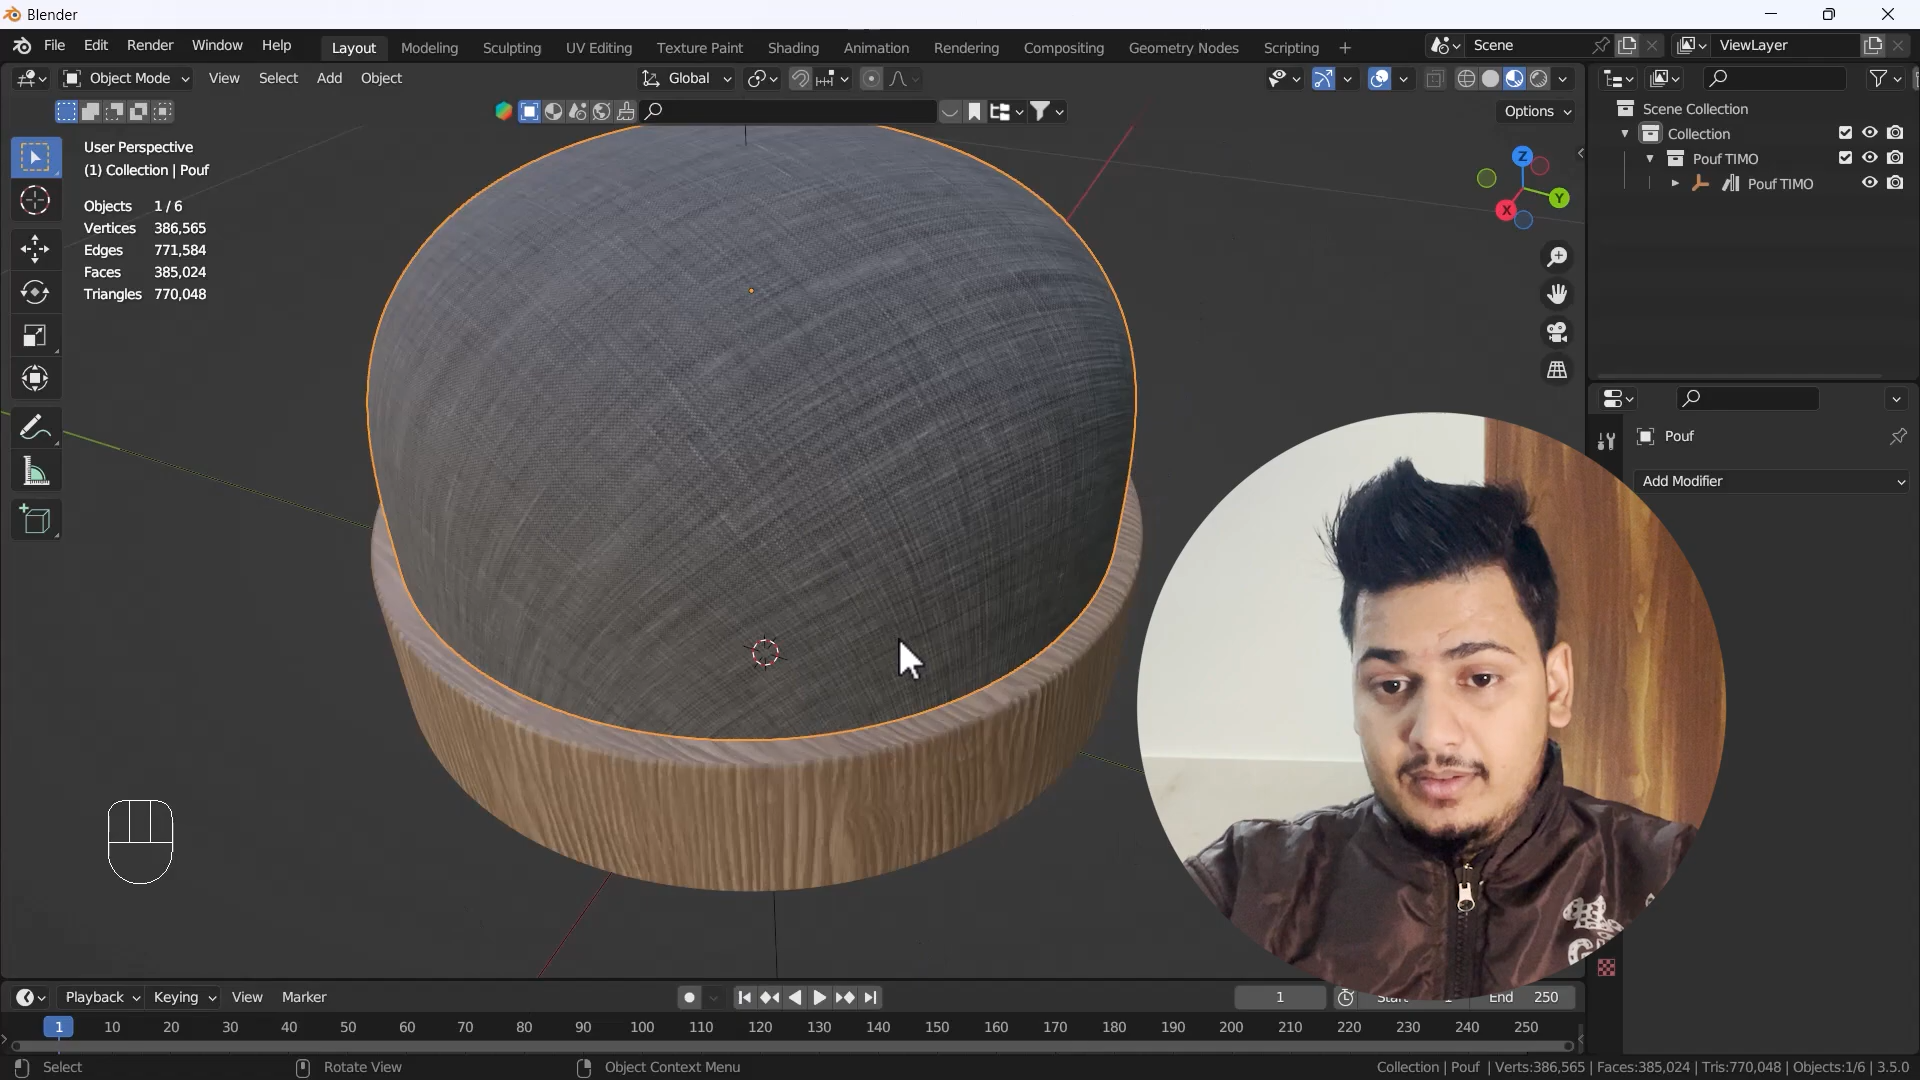 Blender
File Edit Render Window Help Layout Modeling Sculpting UV Editing Texture Paint Shading Animation Rendering Compositing Geometry Nodes Scripting + Scene ViewLayer
Object Mode View Select Add Object Global
Options
User Perspective
(1) Collection | Pouf
Objects 1 / 6
Vertices 386,565
Edges 771,584
Faces 385,024
Triangles 770,048
Z
Y
X
Scene Collection
Collection
Pouf TIMO
Pouf TIMO
Pouf
Add Modifier
Playback Keying View Marker 1 Start 1 End 250
1 10 20 30 40 50 60 70 80 90 100 110 120 130 140 150 160 170 180 190 200 210 220 230 240 250
Select Rotate View Object Context Menu Collection | Pouf | Verts:386,565 | Faces:385,024 | Tris:770,048 | Objects:1/6 | 3.5.0